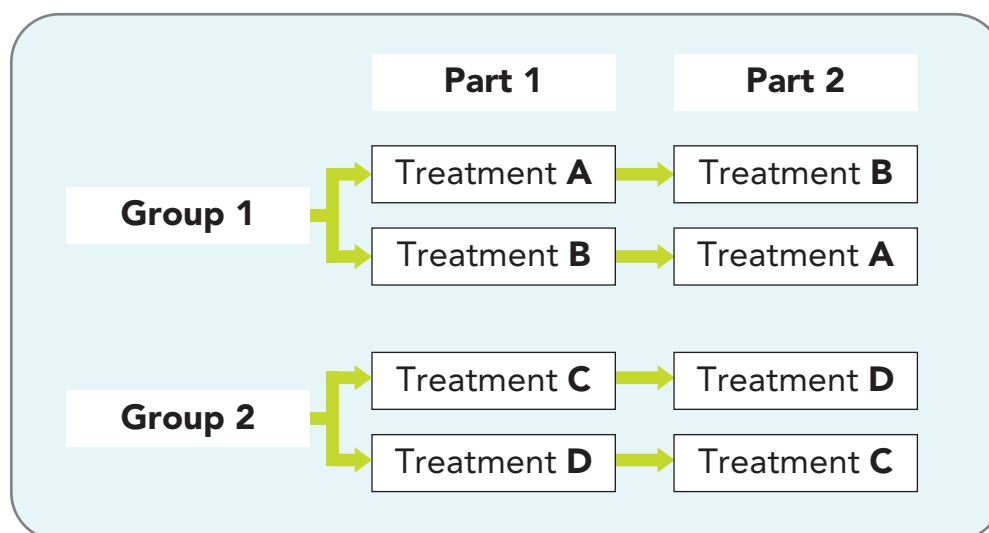 Part 1 Part 2
Treatment A Treatment B
Group 1
Treatment B Treatment A
Treatment C Treatment D
Group 2
Treatment D Treatment C